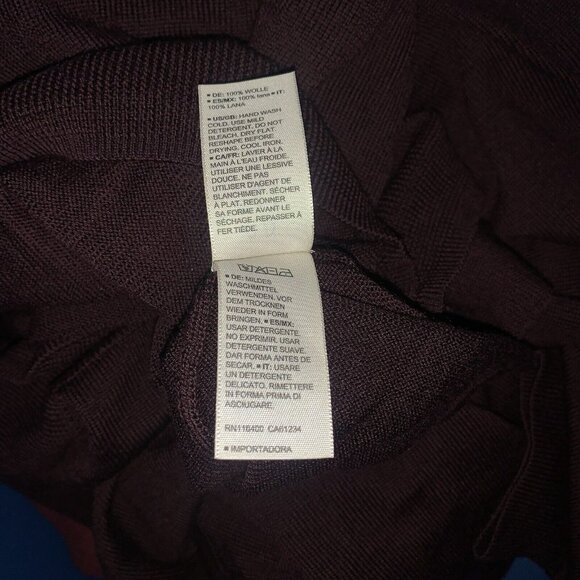 ▪ DE: 100% WOLLE
▪ ES/MX: 100% lana ▪ IT:
100% LANA
▪ US/GB: HAND WASH
COLD. USE MILD
DETERGENT, DO NOT
BLEACH, DRY FLAT.
RESHAPE BEFORE
DRYING, COOL IRON.
▪ CA/FR: LAVER À LA
MAIN À L'EAU FROIDE.
UTILISER UNE LESSIVE
DOUCE. NE PAS
UTILISER D'AGENT DE
BLANCHIMENT. SÉCHER
À PLAT. REDONNER
SA FORME AVANT LE
SÉCHAGE. REPASSER À
FER TIÈDE.
▪ DE: MILDES
WASCHMITTEL
VERWENDEN. VOR
DEM TROCKNEN
WIEDER IN FORM
BRINGEN. ▪ ES/MX:
USAR DETERGENTE.
NO EXPRIMIR. USAR
DETERGENTE SUAVE.
DAR FORMA ANTES DE
SECAR. ▪ IT: USARE
UN DETERGENTE
DELICATO. RIMETTERE
IN FORMA PRIMA DI
ASCIUGARE.
RN116400 CA61234
▪ IMPORTADORA